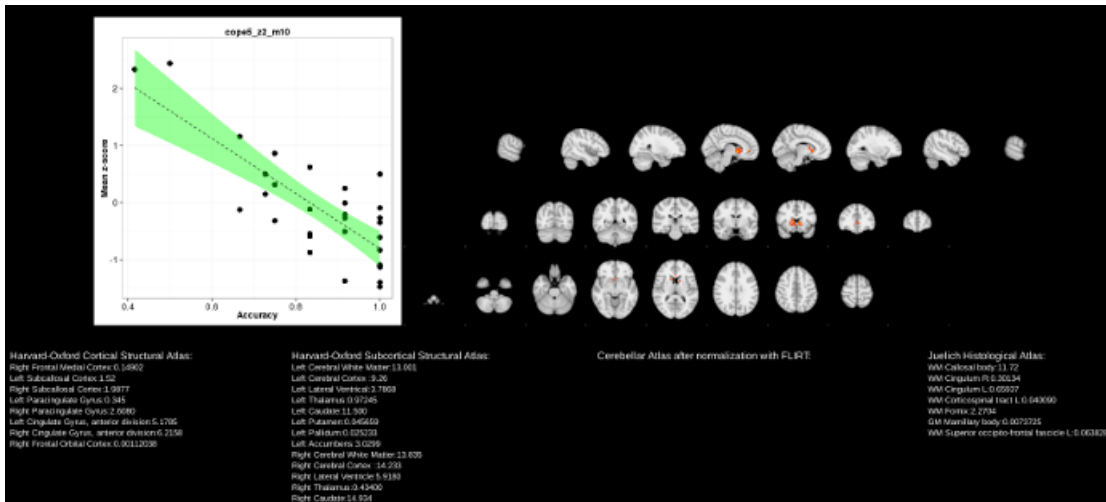 cope5_z2_m10
Mean z-score
2
1
0
-1
0.4
0.6
0.8
1.0
Accuracy
Harvard-Oxford Cortical Structural Atlas:
Right Frontal Medial Cortex:0.14902
Left Subcallosal Cortex:1.52
Right Subcallosal Cortex:1.9877
Left Paracingulate Gyrus:0.345
Right Paracingulate Gyrus:2.6080
Left Cingulate Gyrus, anterior division:5.1795
Right Cingulate Gyrus, anterior division:6.2158
Right Frontal Orbital Cortex:0.00112038
Harvard-Oxford Subcortical Structural Atlas:
Left Cerebral White Matter:13.001
Left Cerebral Cortex :9.26
Left Lateral Ventrical:3.7868
Left Thalamus:0.97245
Left Caudate:11.500
Left Putamen:0.045659
Left Pallidum:0.025233
Left Accumbens:3.0299
Right Cerebral White Matter:13.835
Right Cerebral Cortex :14.233
Right Lateral Ventricle:5.9180
Right Thalamus:0.43400
Right Caudate:14.934
Cerebellar Atlas after normalization with FLIRT:
Juelich Histological Atlas:
WM Callosal body:11.72
WM Cingulum R:0.30134
WM Cingulum L:0.65937
WM Corticospinal tract L:0.040090
WM Fornix:2.2794
GM Mamillary body:0.0073725
WM Superior occipito-frontal fascicle L:0.063828